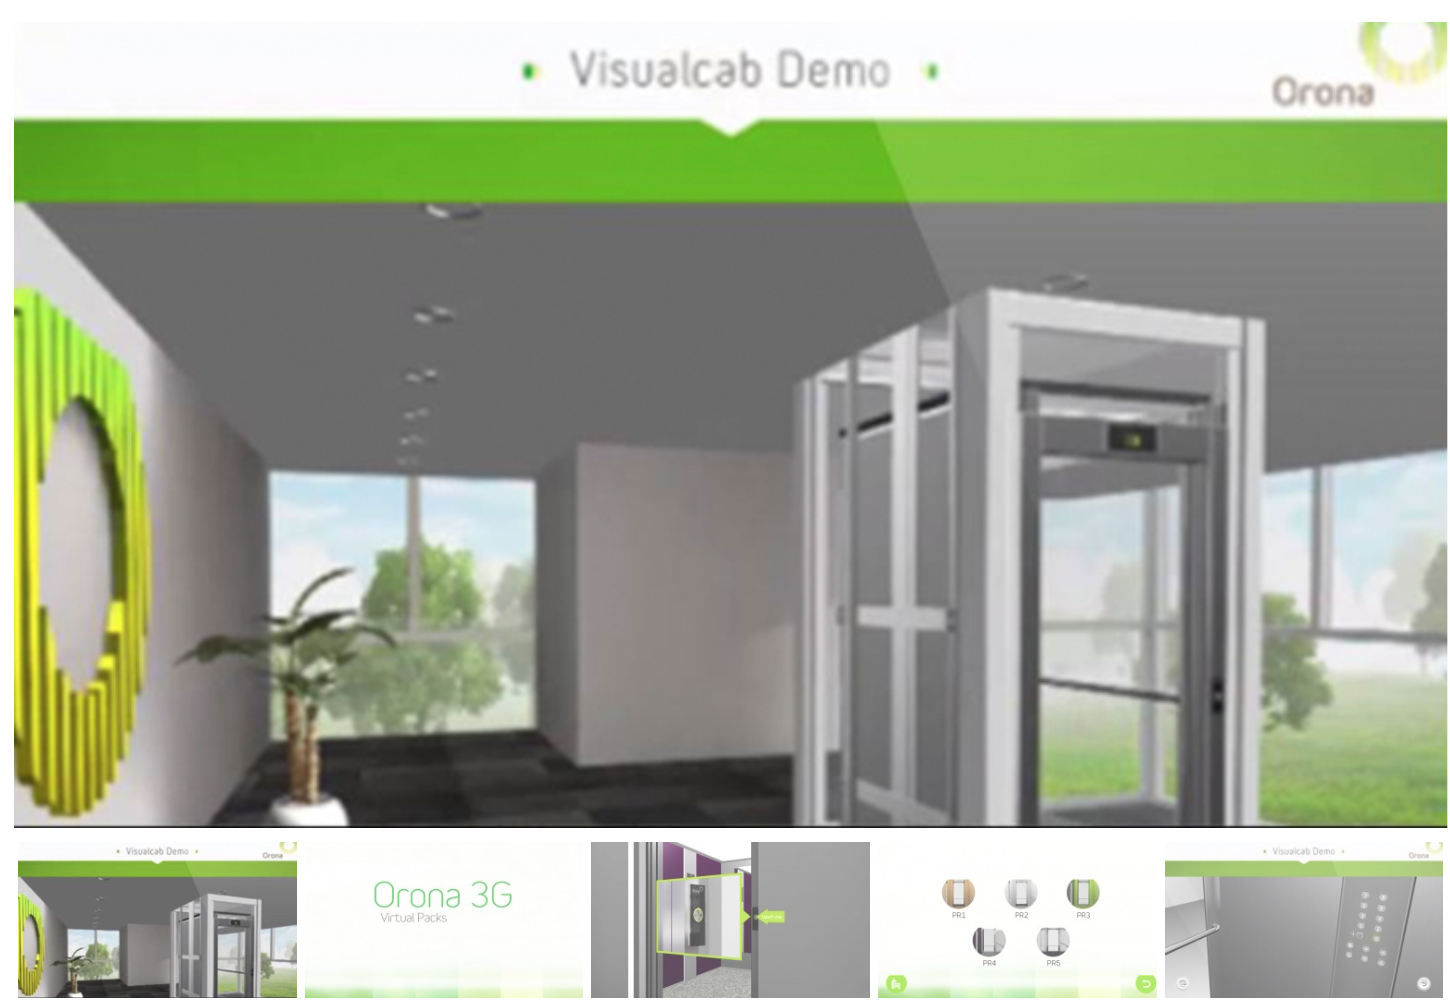 Visualcab Demo
Orona
Visualcab Demo
Orona
Orona 3G
Virtual Packs
PR1
PR2
PR3
PR4
PR5
Visualcab Demo
Orona